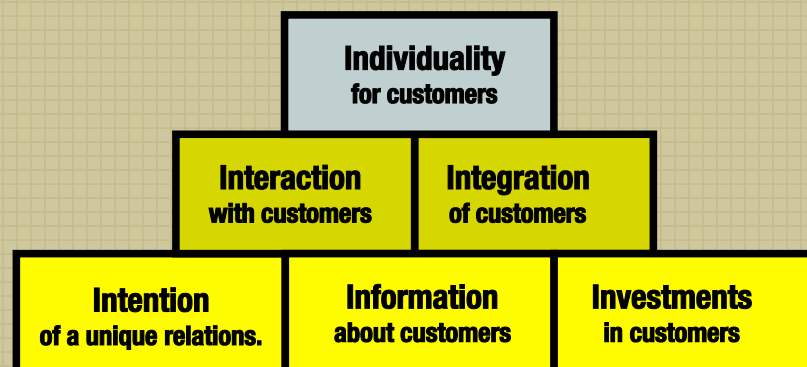 Individuality
for customers
Interaction
with customers
Integration
of customers
Intention
of a unique relations.
Information
about customers
Investments
in customers